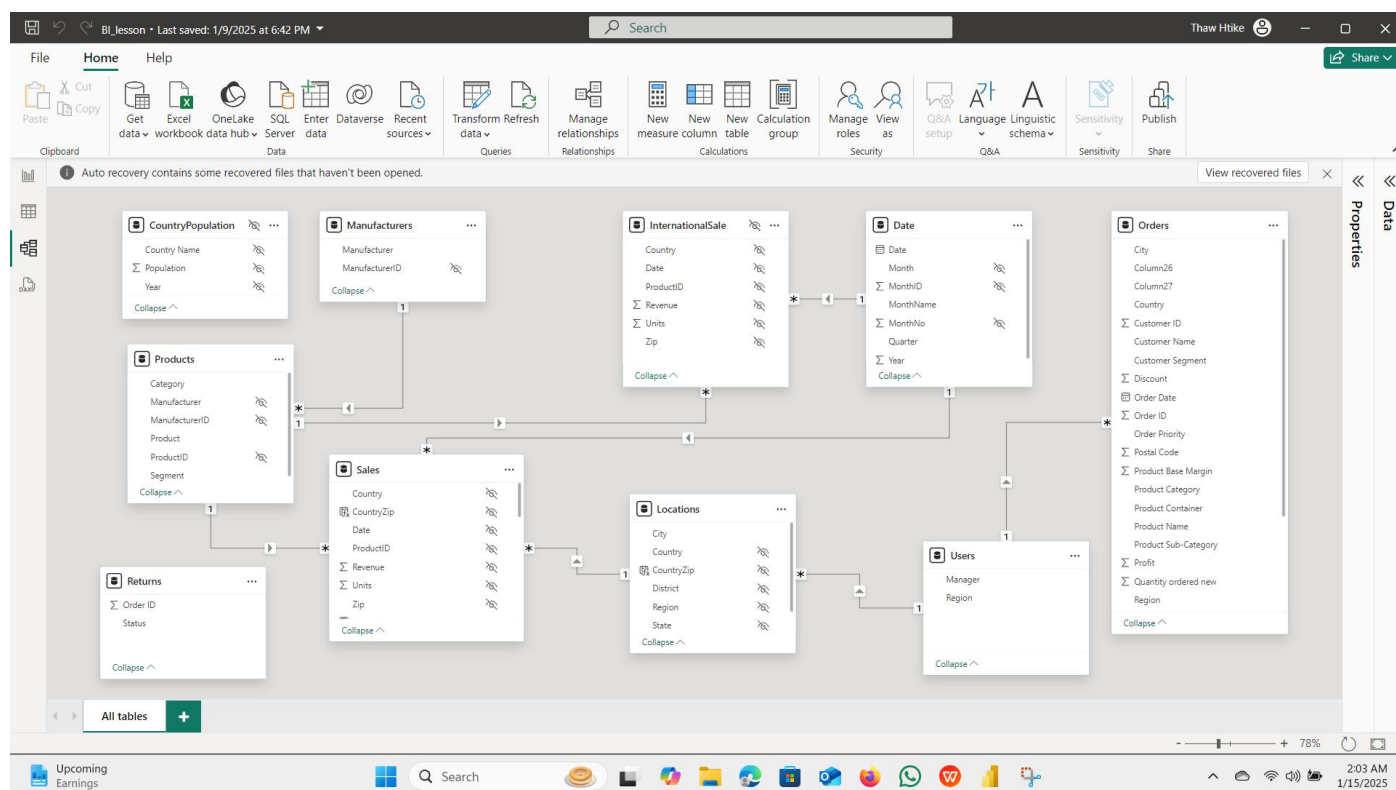 BI_lesson • Last saved: 1/9/2025 at 6:42 PM
Search
Thaw Htike
File Home Help
Share
Paste
Cut
Copy
Clipboard
Get data
Excel workbook
OneLake data hub
SQL Server
Enter data
Dataverse
Recent sources
Data
Transform data
Refresh
Queries
Manage relationships
Relationships
New measure
New column
New table
Calculation group
Calculations
Manage roles
View as
Security
Q&A setup
Language
Linguistic schema
Q&A
Sensitivity
Sensitivity
Publish
Share
Auto recovery contains some recovered files that haven't been opened.
View recovered files
Properties
Data
DAX
CountryPopulation
Country Name
Σ Population
Year
Collapse
Manufacturers
Manufacturer
ManufacturerID
Collapse
1
InternationalSale
Country
Date
ProductID
Σ Revenue
Σ Units
Zip
Collapse
*
* 1
Date
Date
Month
Σ MonthID
MonthName
Σ MonthNo
Quarter
Σ Year
Collapse
1
Orders
City
Column26
Column27
Country
Σ Customer ID
Customer Name
Customer Segment
Σ Discount
Order Date
Σ Order ID
Order Priority
Σ Postal Code
Σ Product Base Margin
Product Category
Product Container
Product Name
Product Sub-Category
Σ Profit
Σ Quantity ordered new
Region
Collapse
*
Products
Category
Manufacturer
ManufacturerID
Product
ProductID
Segment
Collapse
*
1
1
Sales
Country
CountryZip
Date
ProductID
Σ Revenue
Σ Units
Zip
Collapse
*
*
*
Locations
City
Country
CountryZip
District
Region
State
Collapse
1
*
Users
Manager
Region
Collapse
1
1
Returns
Σ Order ID
Status
Collapse
All tables
+
- + 78%
Upcoming
Earnings
Search
2:03 AM
1/15/2025